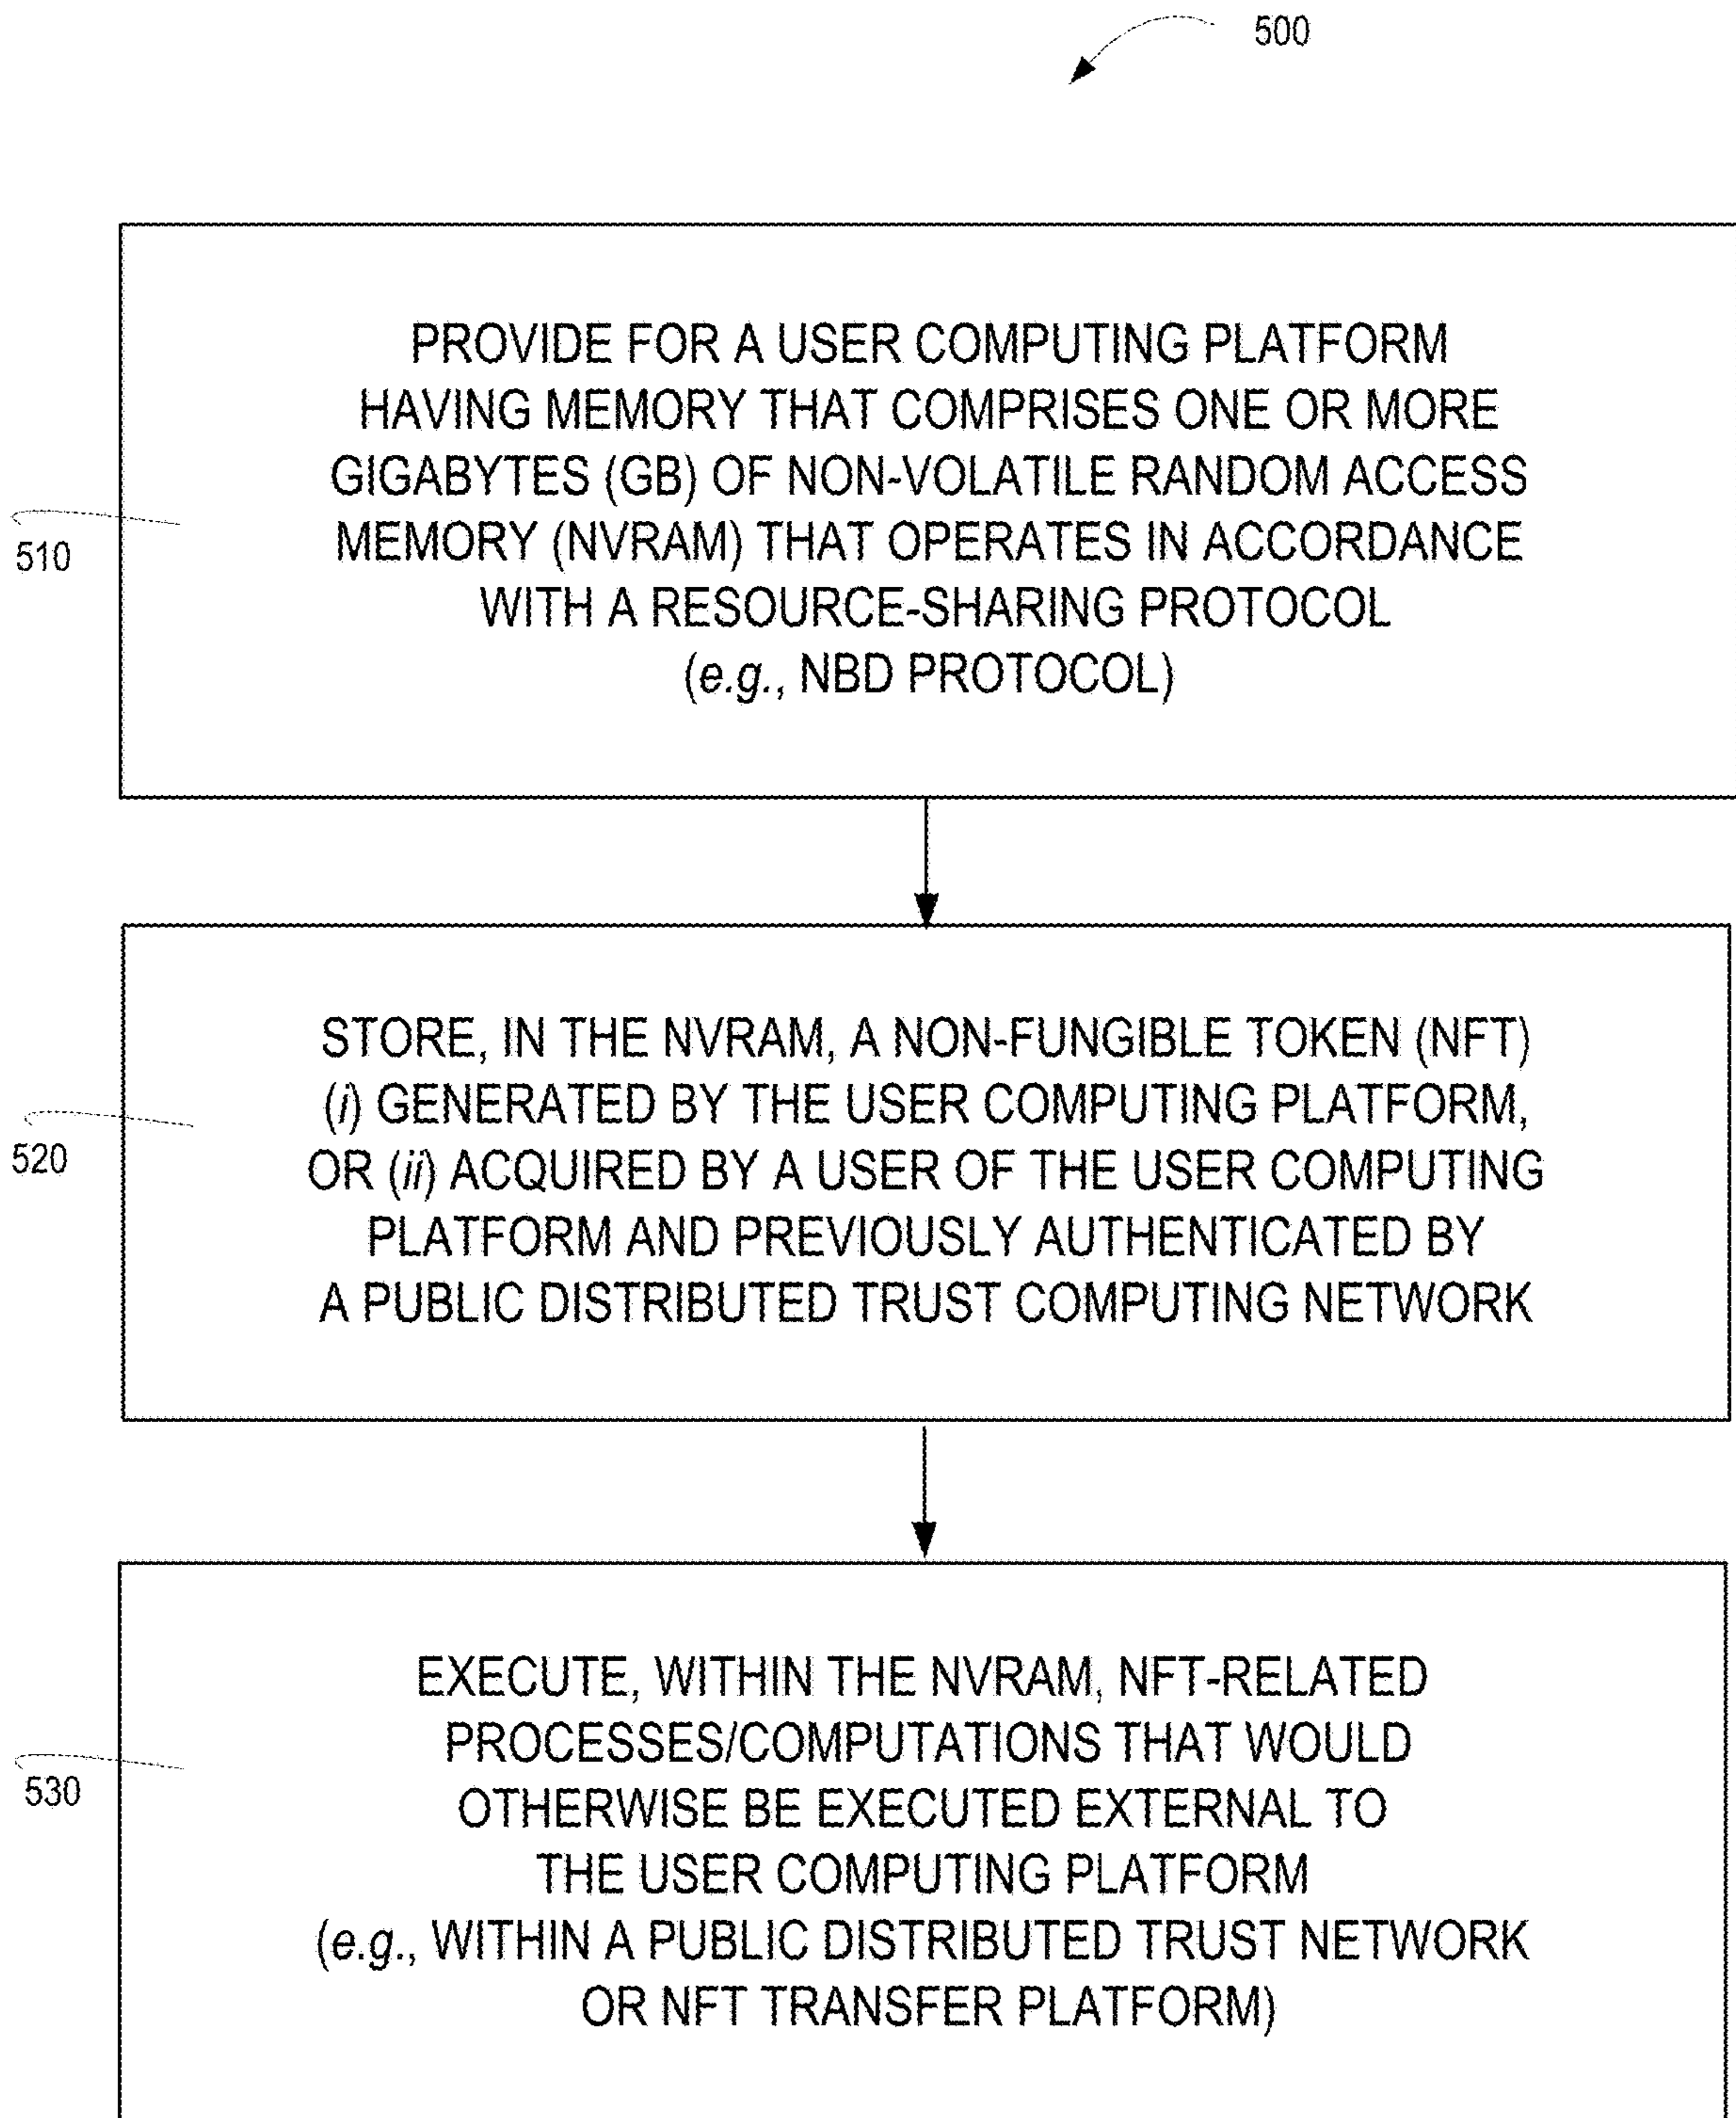 500
PROVIDE FOR A USER COMPUTING PLATFORM
HAVING MEMORY THAT COMPRISES ONE OR MORE
GIGABYTES (GB) OF NON-VOLATILE RANDOM ACCESS
MEMORY (NVRAM) THAT OPERATES IN ACCORDANCE
WITH A RESOURCE-SHARING PROTOCOL
(e.g., NBD PROTOCOL)
510
STORE, IN THE NVRAM, A NON-FUNGIBLE TOKEN (NFT)
(i) GENERATED BY THE USER COMPUTING PLATFORM,
OR (ii) ACQUIRED BY A USER OF THE USER COMPUTING
PLATFORM AND PREVIOUSLY AUTHENTICATED BY
A PUBLIC DISTRIBUTED TRUST COMPUTING NETWORK
520
EXECUTE, WITHIN THE NVRAM, NFT-RELATED
PROCESSES/COMPUTATIONS THAT WOULD
OTHERWISE BE EXECUTED EXTERNAL TO
THE USER COMPUTING PLATFORM
(e.g., WITHIN A PUBLIC DISTRIBUTED TRUST NETWORK
OR NFT TRANSFER PLATFORM)
530